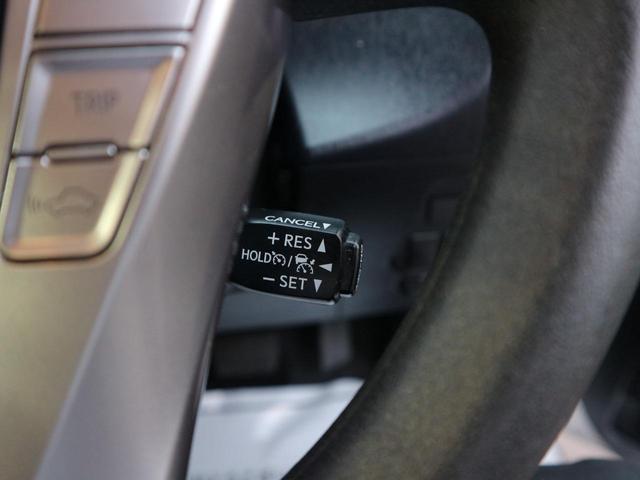 TRIP
CANCEL▼
+ RES ▲
HOLD / ◀
− SET ▼